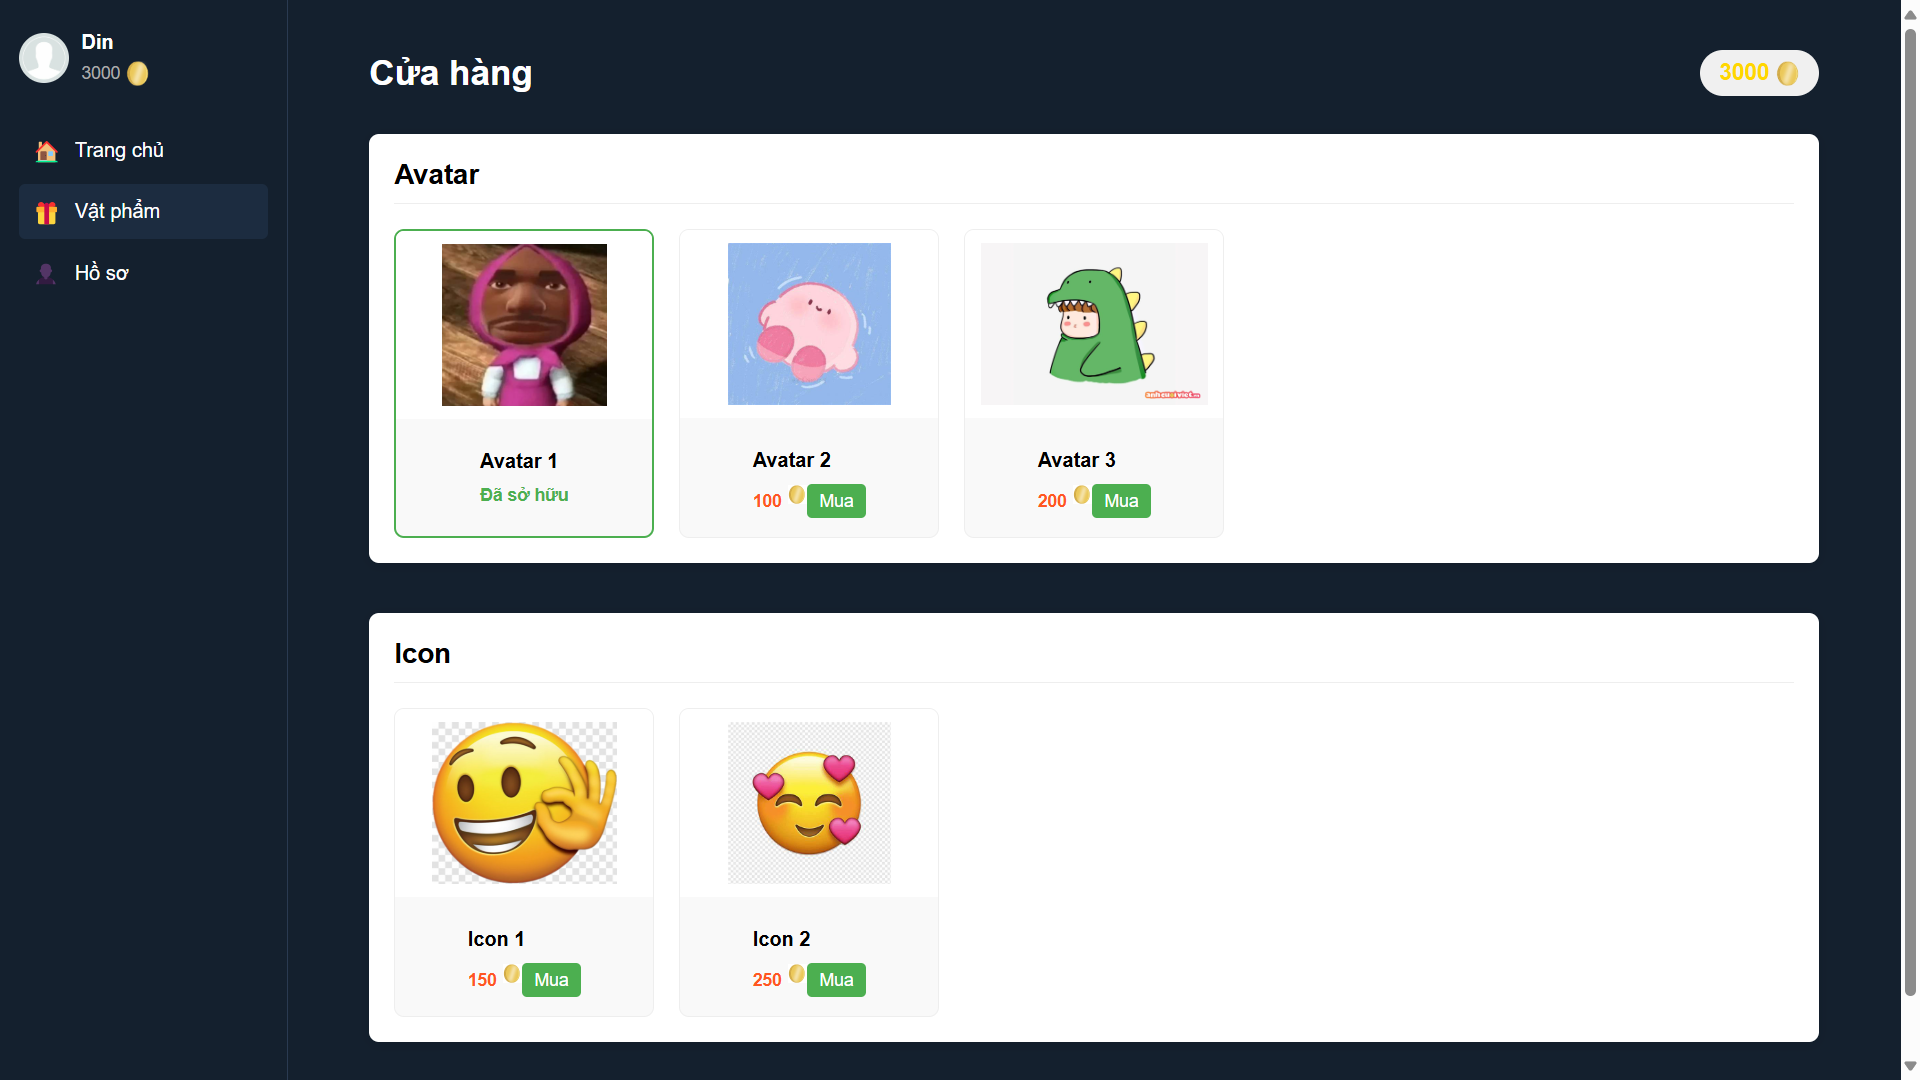 Din
3000
Trang chủ
Vật phẩm
Hồ sơ
Cửa hàng
3000
Avatar
Avatar 1
Đã sở hữu
Avatar 2
100 Mua
Avatar 3
200 Mua
Icon
Icon 1
150 Mua
Icon 2
250 Mua